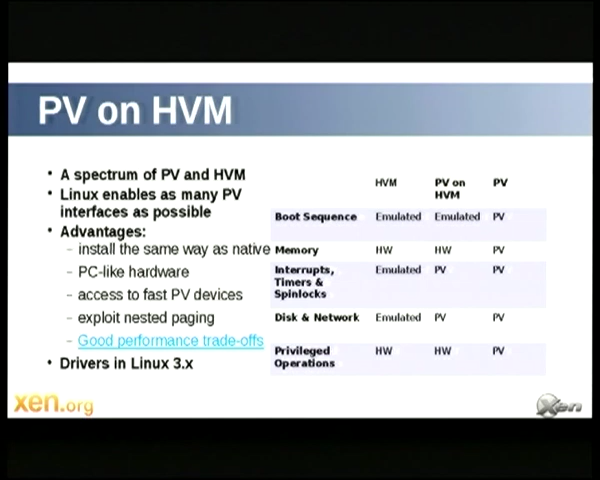 PV on HVM
• A spectrum of PV and HVM
• Linux enables as many PV
interfaces as possible
• Advantages:
– install the same way as native
– PC-like hardware
– access to fast PV devices
– exploit nested paging
– Good performance trade-offs
• Drivers in Linux 3.x
HVM PV on HVM PV
Boot Sequence Emulated Emulated PV
Memory HW HW PV
Interrupts, Timers & Spinlocks Emulated PV PV
Disk & Network Emulated PV PV
Privileged Operations HW HW PV
xen.org
Xen